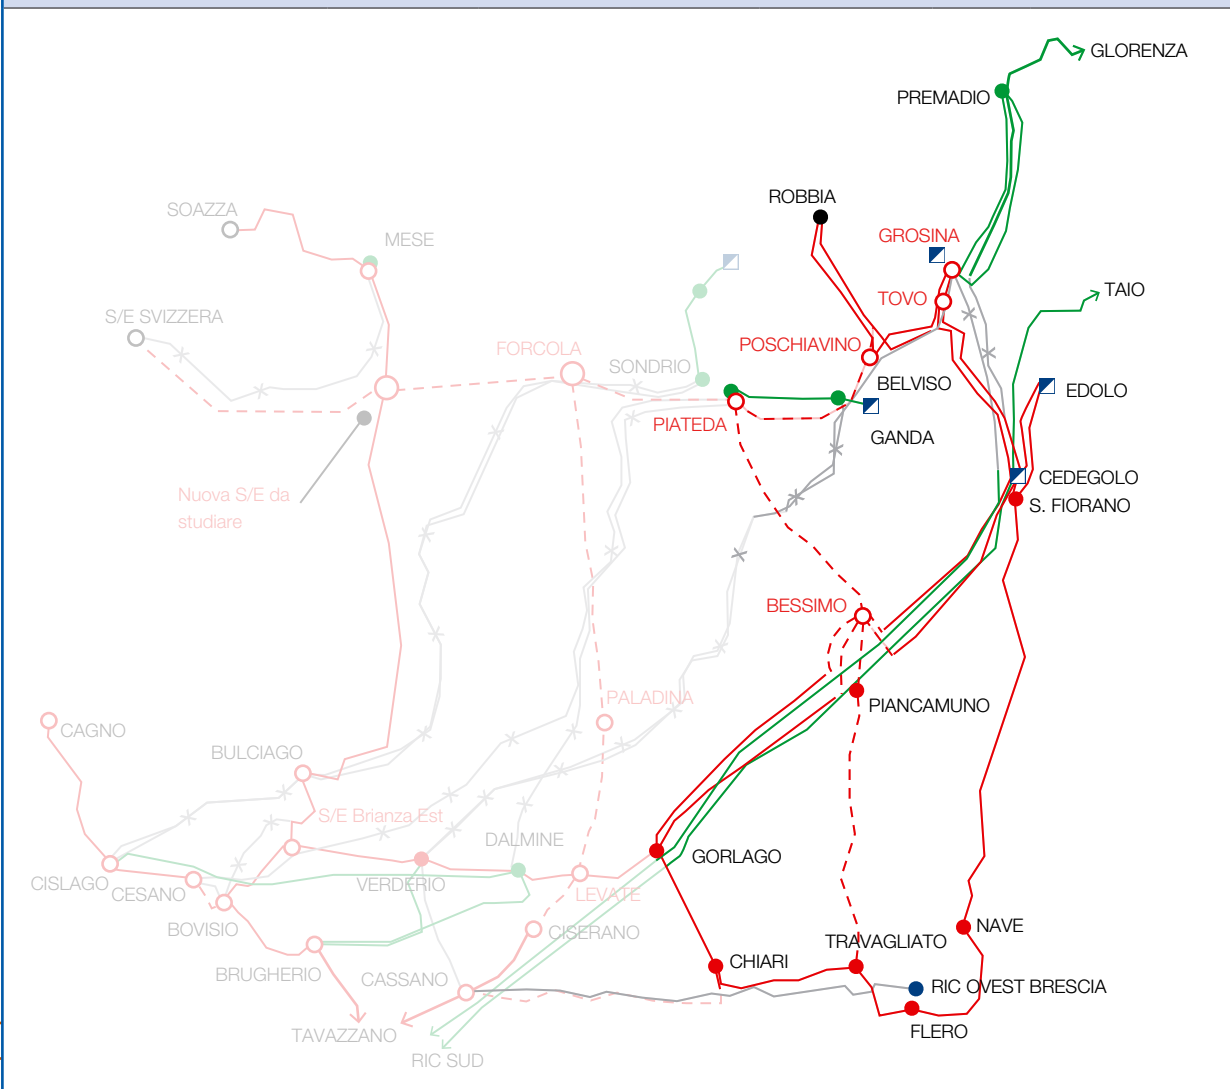 GLORENZA
PREMADIO
ROBBIA
SOAZZA
GROSINA
MESE
TAIO
TOVO
S/E SVIZZERA
POSCHIAVINO
FORCOLA
SONDRIO
BELVISO
EDOLO
PIATEDA
GANDA
CEDEGOLO
Nuova S/E da
studiare
S. FIORANO
BESSIMO
PALADINA
PIANCAMUNO
CAGNO
BULCIAGO
S/E Brianza Est
DALMINE
GORLAGO
CISLAGO
CESANO
VERDERIO
LEVATE
BOVISIO
CISERANO
NAVE
TRAVAGLIATO
BRUGHERIO
CASSANO
CHIARI
RIC OVEST BRESCIA
TAVAZZANO
FLERO
RIC SUD